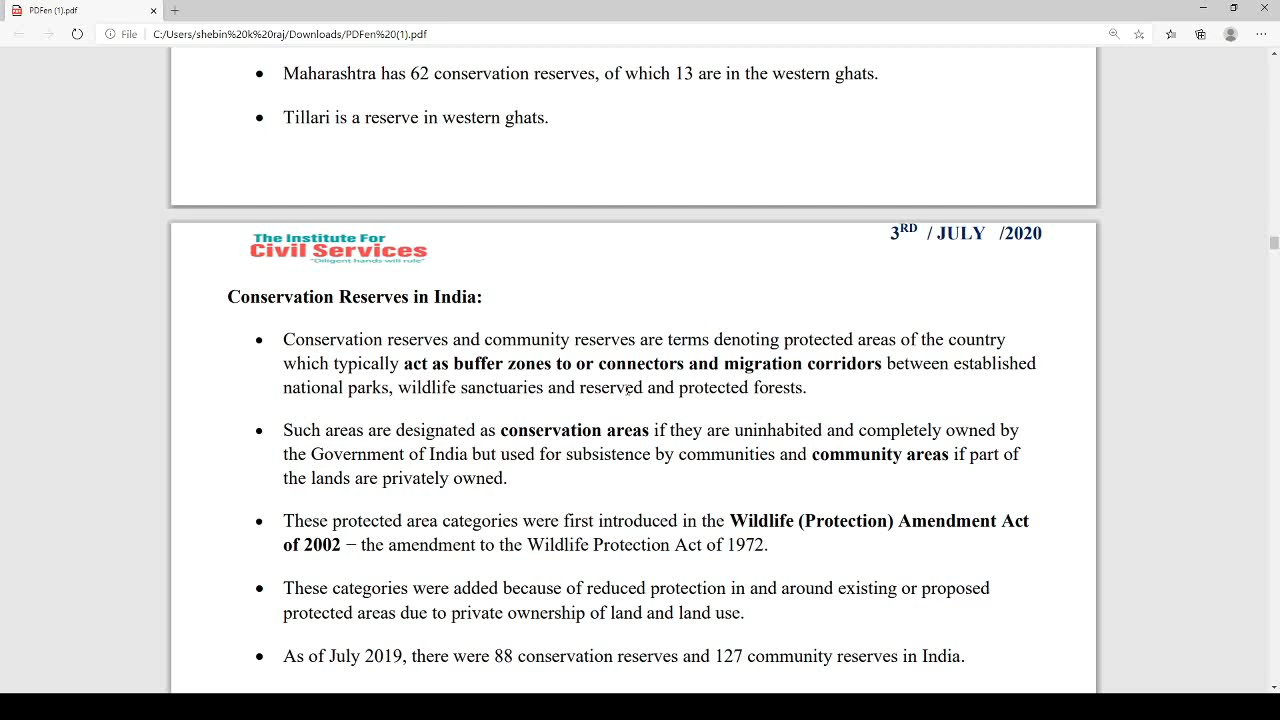 PDFen (1).pdf
File
C:/Users/shebin%20k%20raj/Downloads/PDFen%20(1).pdf
• Maharashtra has 62 conservation reserves, of which 13 are in the western ghats.
• Tillari is a reserve in western ghats.
The Institute For
Civil Services
"Diligent hands will rule"
3RD / JULY /2020
Conservation Reserves in India:
• Conservation reserves and community reserves are terms denoting protected areas of the country
which typically act as buffer zones to or connectors and migration corridors between established
national parks, wildlife sanctuaries and reserved and protected forests.
• Such areas are designated as conservation areas if they are uninhabited and completely owned by
the Government of India but used for subsistence by communities and community areas if part of
the lands are privately owned.
• These protected area categories were first introduced in the Wildlife (Protection) Amendment Act
of 2002 − the amendment to the Wildlife Protection Act of 1972.
• These categories were added because of reduced protection in and around existing or proposed
protected areas due to private ownership of land and land use.
• As of July 2019, there were 88 conservation reserves and 127 community reserves in India.